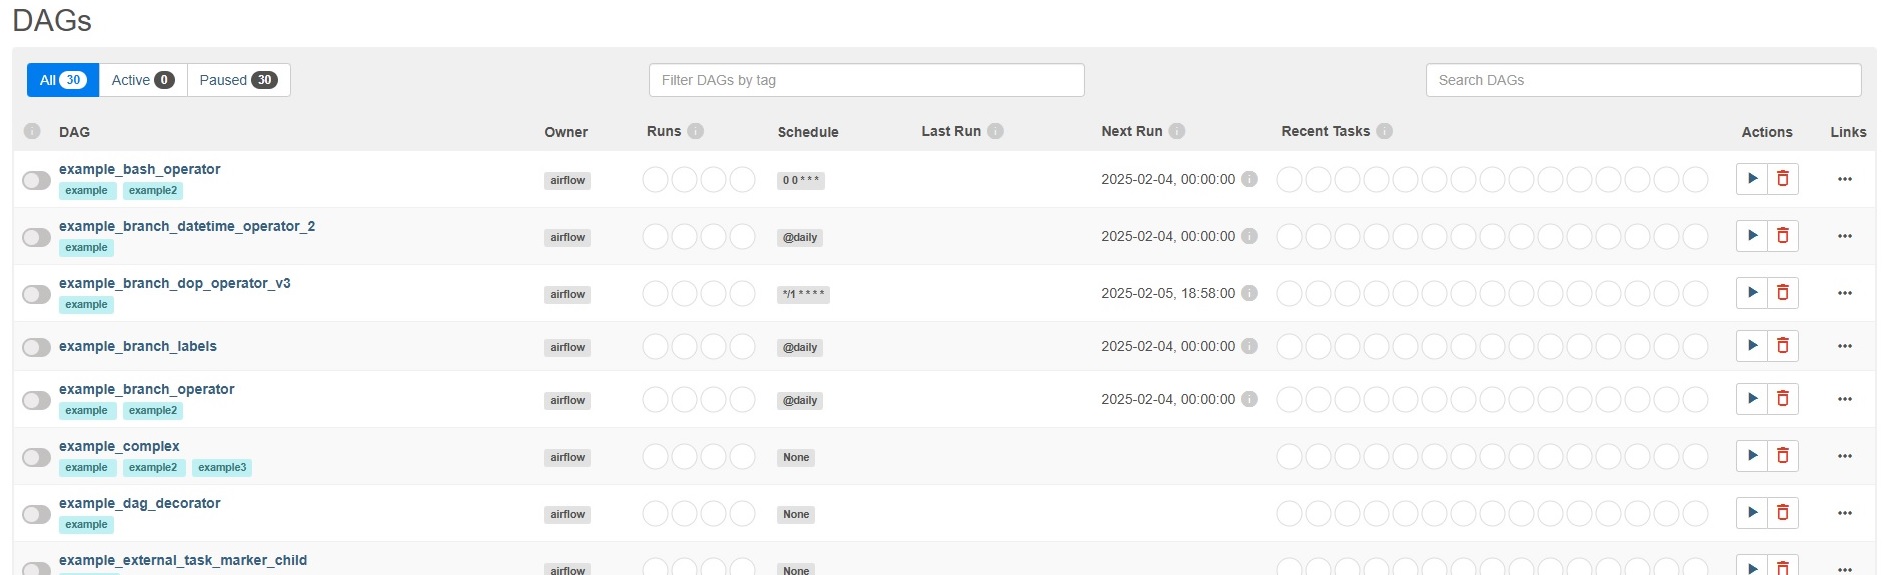 DAGs
All 30 Active 0 Paused 30 Filter DAGs by tag Search DAGs
DAG Owner Runs Schedule Last Run Next Run Recent Tasks Actions Links
example_bash_operator
example example2 airflow 0 0 * * * 2025-02-04, 00:00:00
example_branch_datetime_operator_2
example airflow @daily 2025-02-04, 00:00:00
example_branch_dop_operator_v3
example airflow */1 * * * * 2025-02-05, 18:58:00
example_branch_labels airflow @daily 2025-02-04, 00:00:00
example_branch_operator
example example2 airflow @daily 2025-02-04, 00:00:00
example_complex
example example2 example3 airflow None
example_dag_decorator
example airflow None
example_external_task_marker_child
airflow None